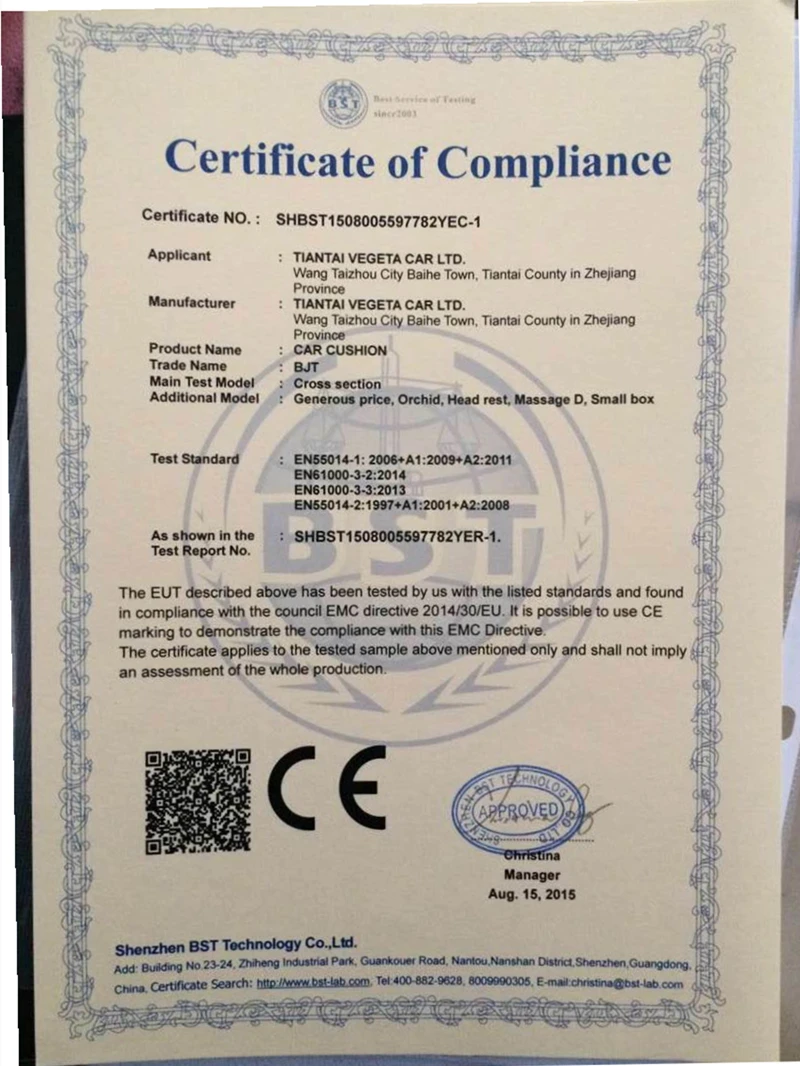 BST
Best Service of Testing
since2003
Certificate of Compliance
Certificate NO. : SHBST1508005597782YEC-1
Applicant : TIANTAI VEGETA CAR LTD.
Wang Taizhou City Baihe Town, Tiantai County in Zhejiang
Province
Manufacturer : TIANTAI VEGETA CAR LTD.
Wang Taizhou City Baihe Town, Tiantai County in Zhejiang
Province
Product Name : CAR CUSHION
Trade Name : BJT
Main Test Model : Cross section
Additional Model : Generous price, Orchid, Head rest, Massage D, Small box
Test Standard : EN55014-1: 2006+A1:2009+A2:2011
EN61000-3-2:2014
EN61000-3-3:2013
EN55014-2:1997+A1:2001+A2:2008
As shown in the : SHBST1508005597782YER-1.
Test Report No.
BST
The EUT described above has been tested by us with the listed standards and found
in compliance with the council EMC directive 2014/30/EU. It is possible to use CE
marking to demonstrate the compliance with this EMC Directive.
The certificate applies to the tested sample above mentioned only and shall not imply
an assessment of the whole production.
CE
SHENZHEN BST TECHNOLOGY CO LTD
APPROVED
Christina
Manager
Aug. 15, 2015
Shenzhen BST Technology Co.,Ltd.
Add: Building No.23-24, Zhiheng Industrial Park, Guankouer Road, Nantou,Nanshan District,Shenzhen,Guangdong,
China, Certificate Search: http://www.bst-lab.com, Tel:400-882-9628, 8009990305, E-mail:christina@bst-lab.com